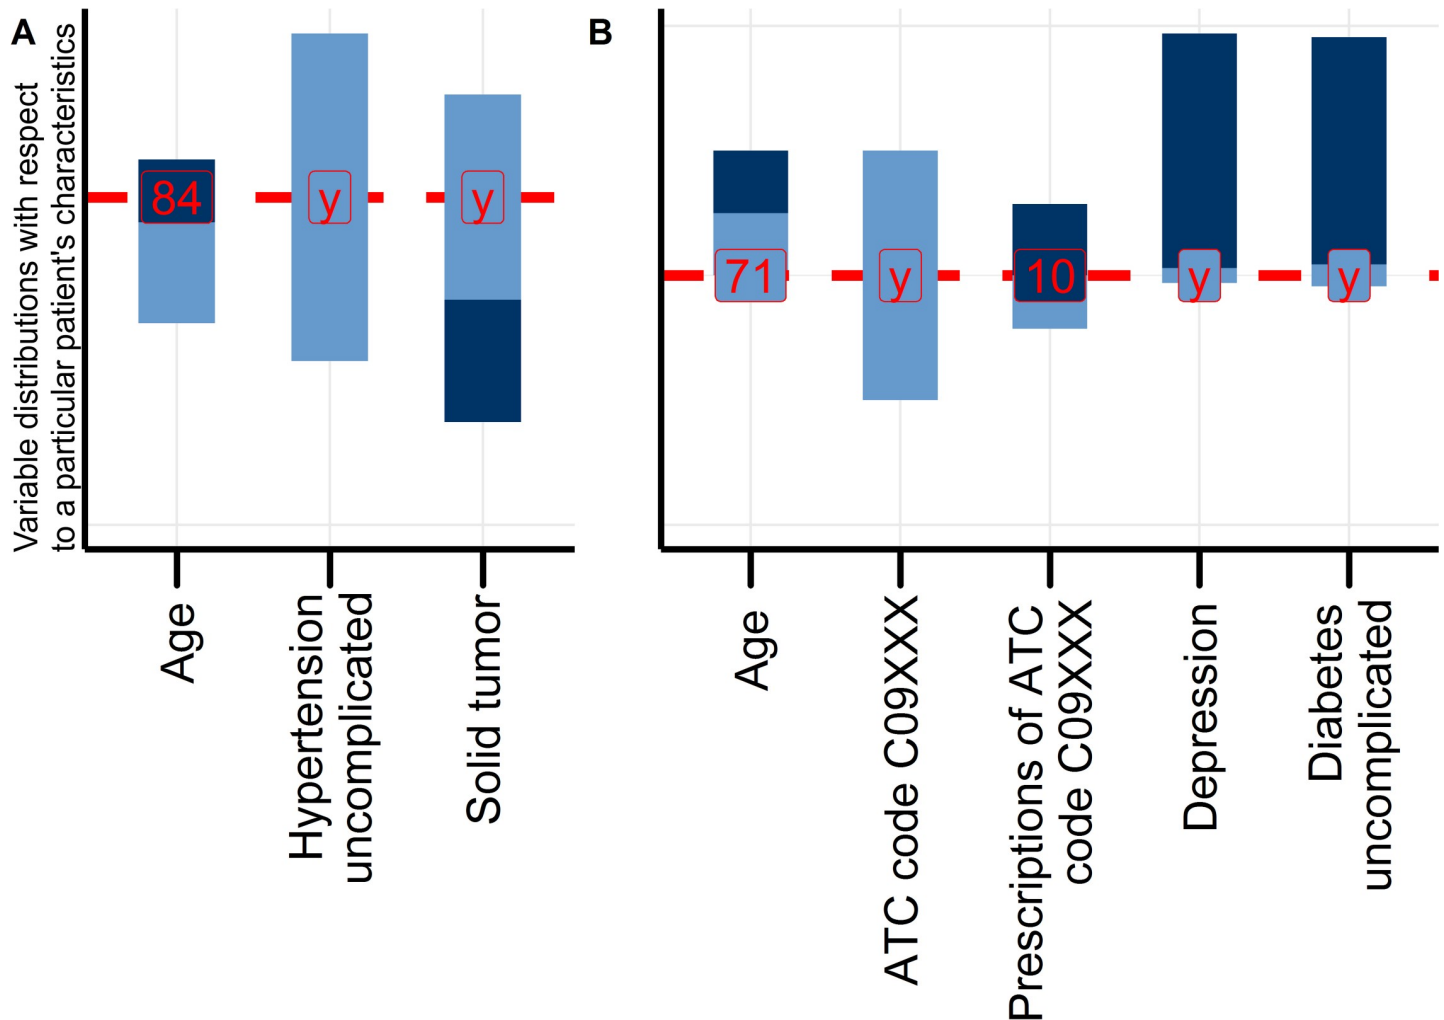 A
Variable distributions with respect
to a particular patient's characteristics
84
y
y
Age
Hypertension
uncomplicated
Solid tumor
B
71
y
10
y
y
Age
ATC code C09XXX
Prescriptions of ATC
code C09XXX
Depression
Diabetes
uncomplicated